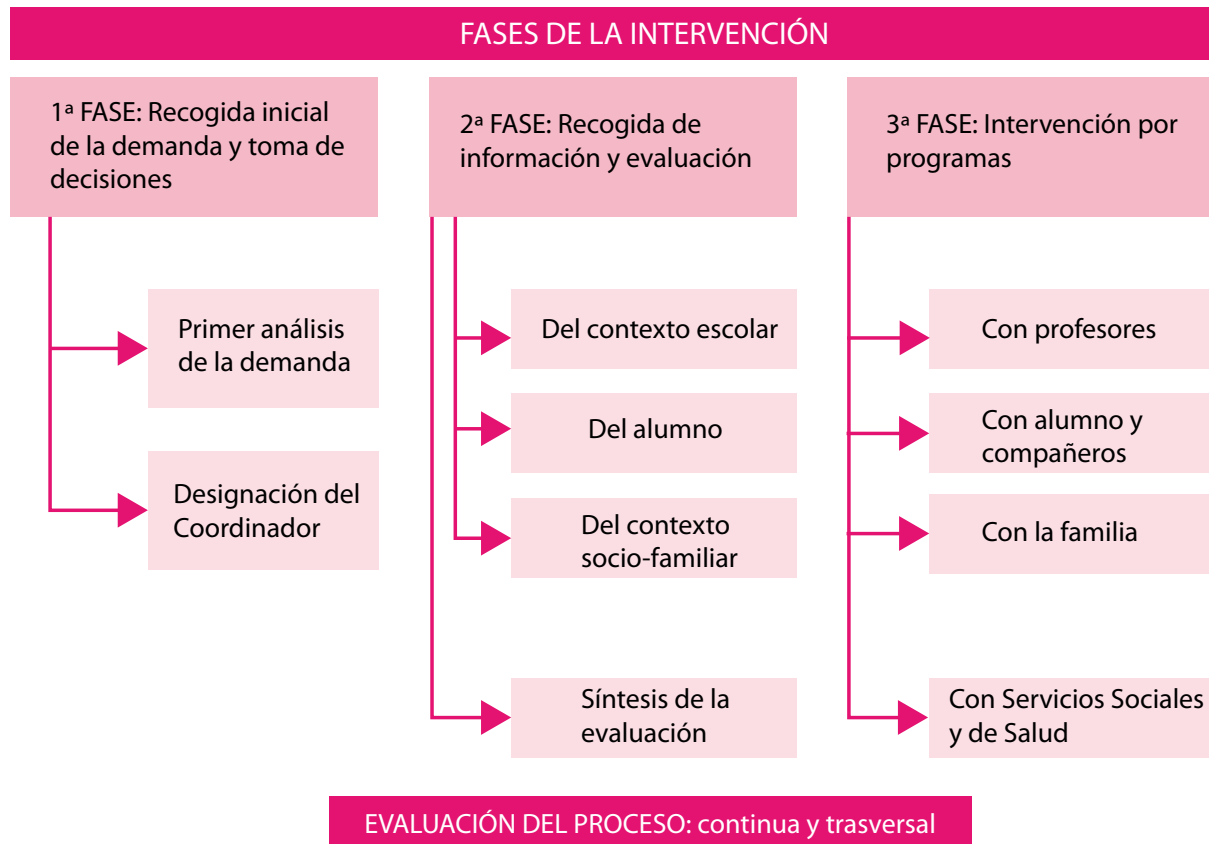 FASES DE LA INTERVENCIÓN
1ª FASE: Recogida inicial
de la demanda y toma de
decisiones
Primer análisis
de la demanda
Designación del
Coordinador
2ª FASE: Recogida de
información y evaluación
Del contexto escolar
Del alumno
Del contexto
socio-familiar
Síntesis de la
evaluación
3ª FASE: Intervención por
programas
Con profesores
Con alumno y
compañeros
Con la familia
Con Servicios Sociales
y de Salud
EVALUACIÓN DEL PROCESO: continua y trasversal